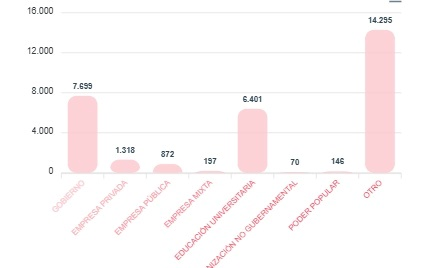 16.000
12.000
8.000
4.000
0
7.699
1.318
872
197
6.401
70
146
14.295
GOBIERNO
EMPRESA PRIVADA
EMPRESA PÚBLICA
EMPRESA MIXTA
EDUCACIÓN UNIVERSITARIA
NO GUBERNAMENTAL
PODER POPULAR
OTRO